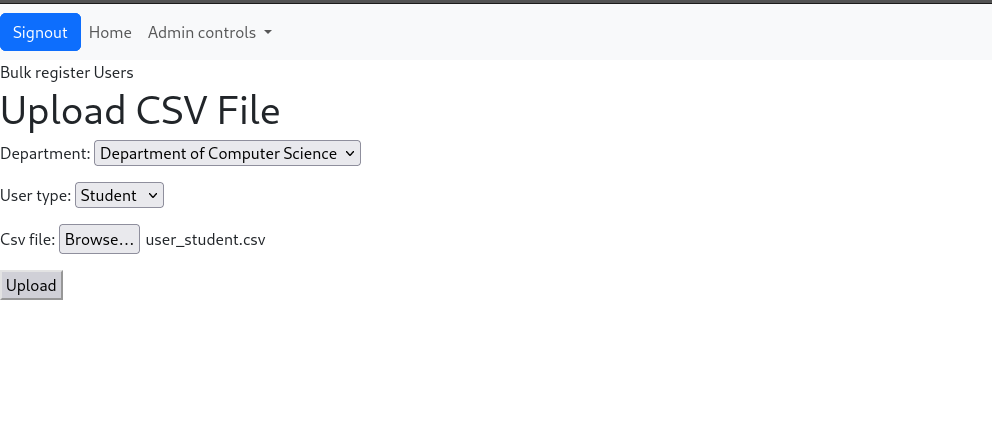 Signout Home Admin controls
Bulk register Users
Upload CSV File
Department: Department of Computer Science
User type: Student
Csv file: Browse... user_student.csv
Upload